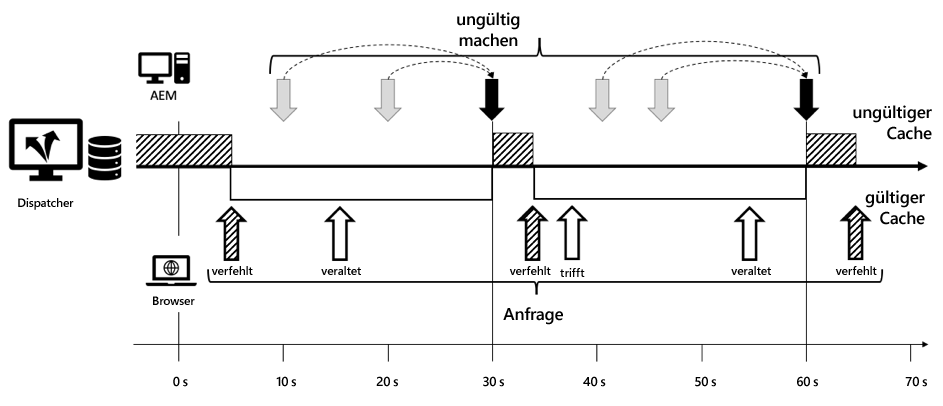 ungültig
machen
AEM
ungültiger
Cache
Dispatcher
gültiger
Cache
verfehlt
veraltet
verfehlt
trifft
veraltet
verfehlt
Browser
Anfrage
0 s
10 s
20 s
30 s
40 s
50 s
60 s
70 s